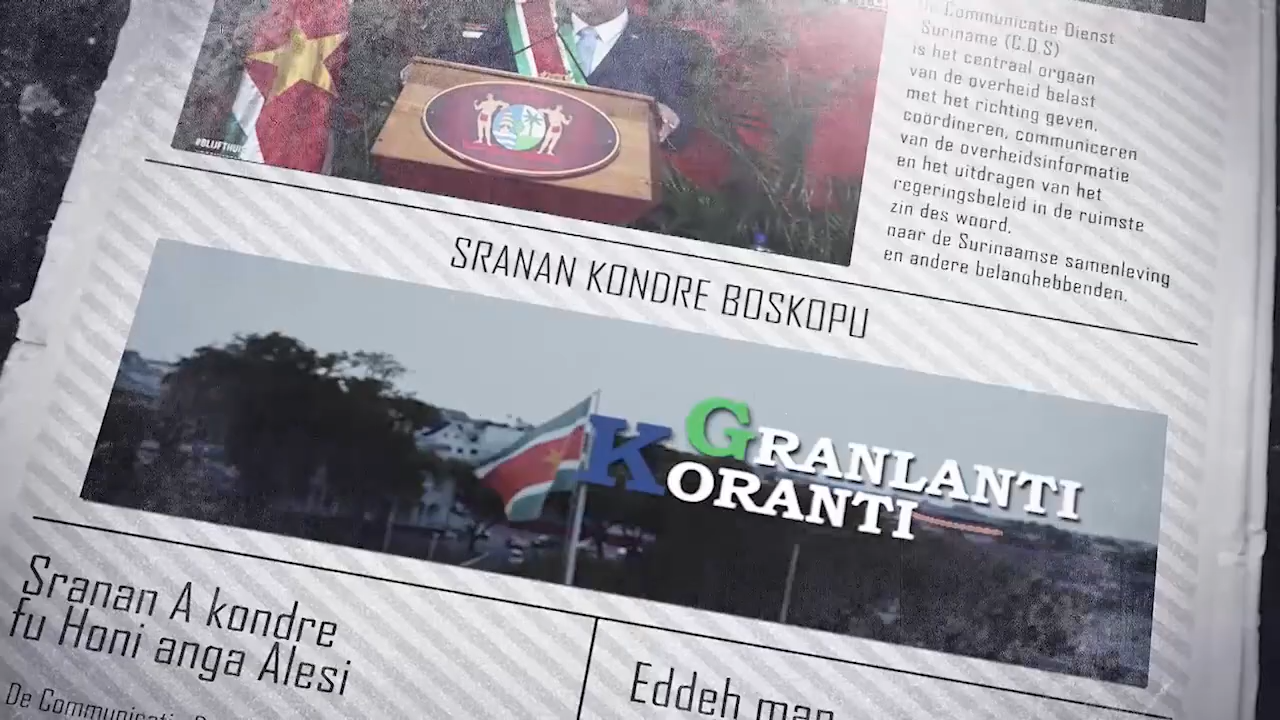 De Communicatie Dienst
Suriname (C.D.S)
is het centraal orgaan
van de overheid belast
met het richting geven,
coördineren, communiceren
van de overheidsinformatie
en het uitdragen van het
regeringsbeleid in de ruimste
zin des woord.
naar de Surinaamse samenleving
en andere belanghebbenden.
SRANAN KONDRE BOSKOPU
GRANLANTI
KORANTI
Sranan A kondre
fu Honi anga Alesi
Eddeh man
De Communicatie